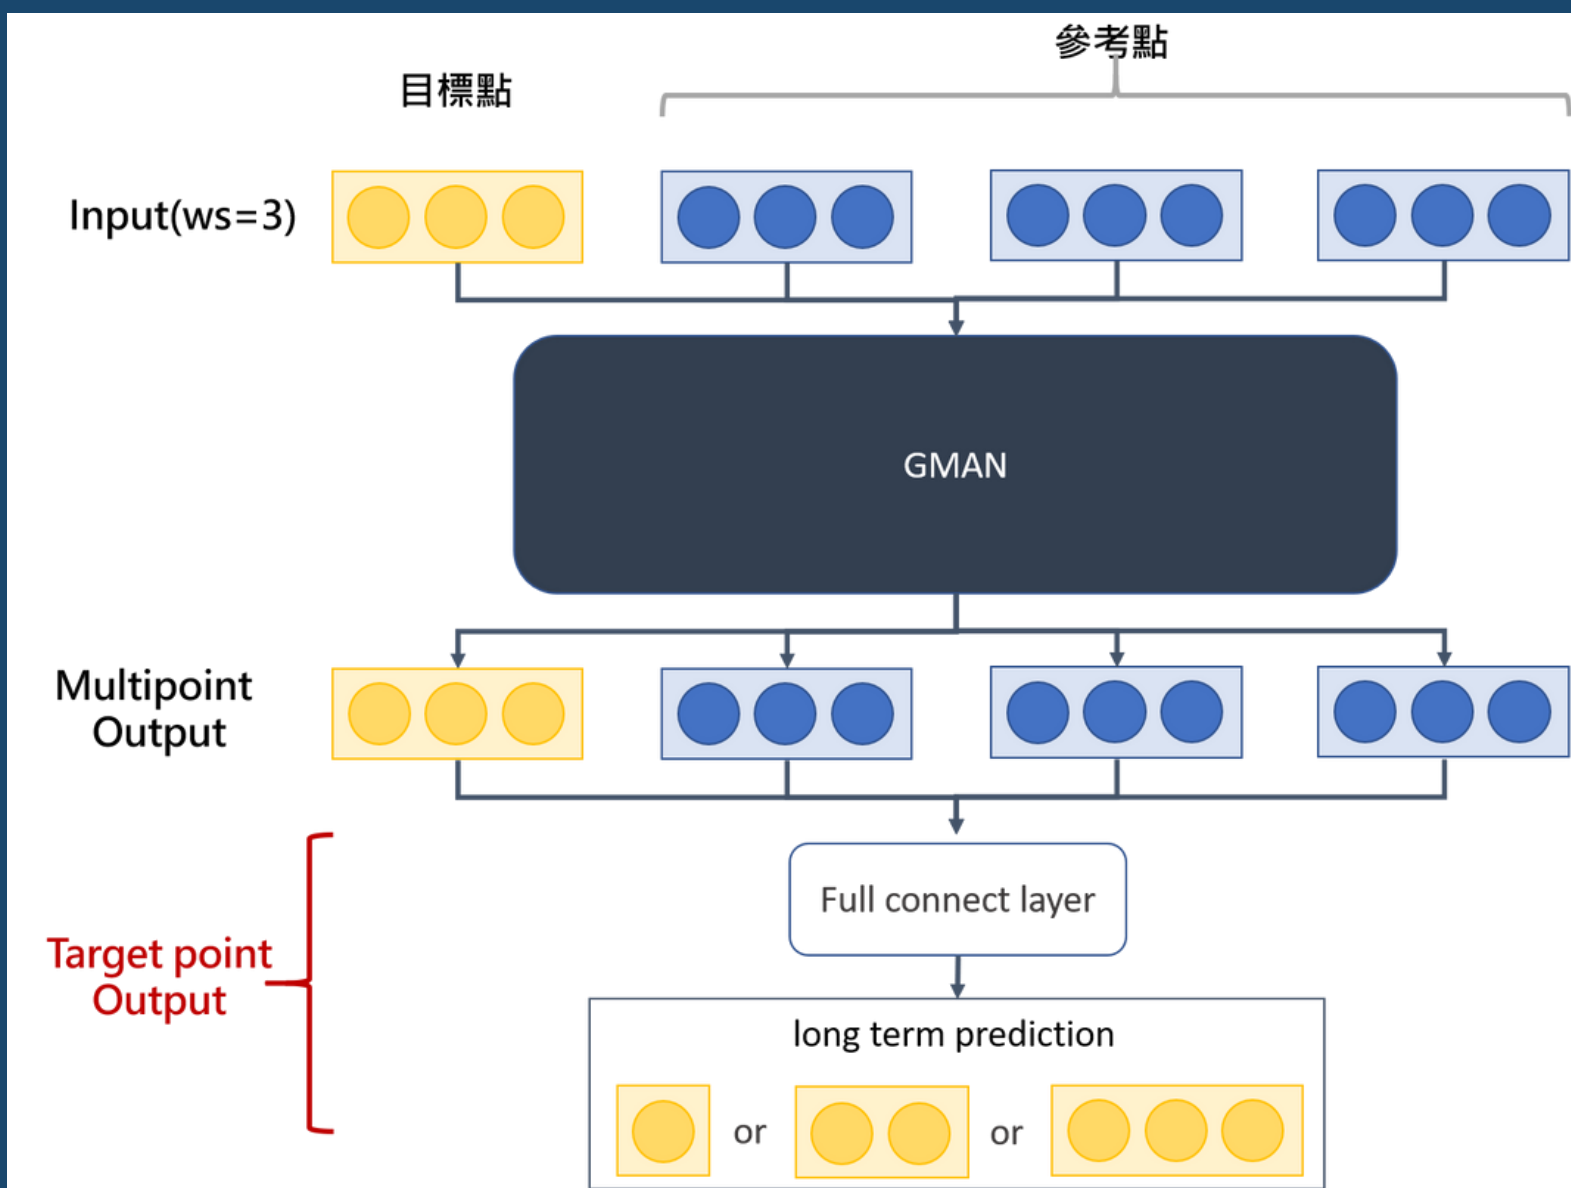 參考點
目標點
Input(ws=3)
GMAN
Multipoint
Output
Full connect layer
Target point
Output
long term prediction
or
or